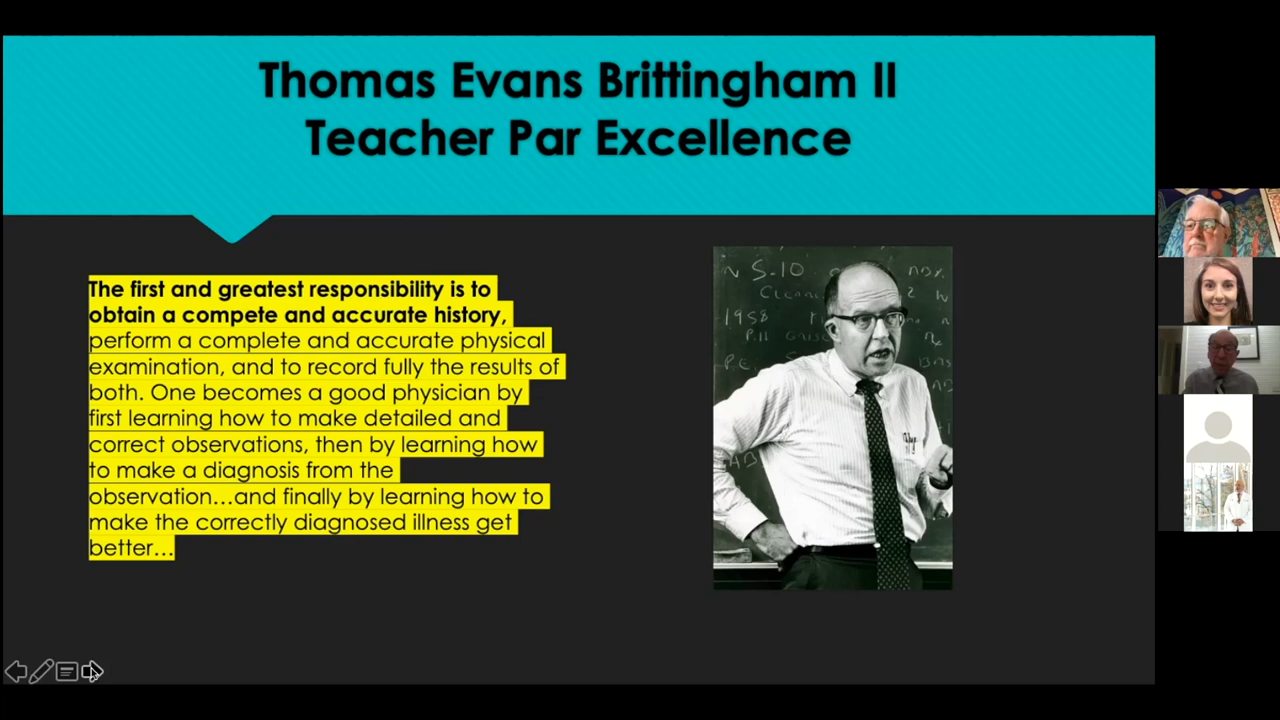 Thomas Evans Brittingham II
Teacher Par Excellence
The first and greatest responsibility is to
obtain a compete and accurate history,
perform a complete and accurate physical
examination, and to record fully the results of
both. One becomes a good physician by
first learning how to make detailed and
correct observations, then by learning how
to make a diagnosis from the
observation…and finally by learning how to
make the correctly diagnosed illness get
better…
S-10
1958